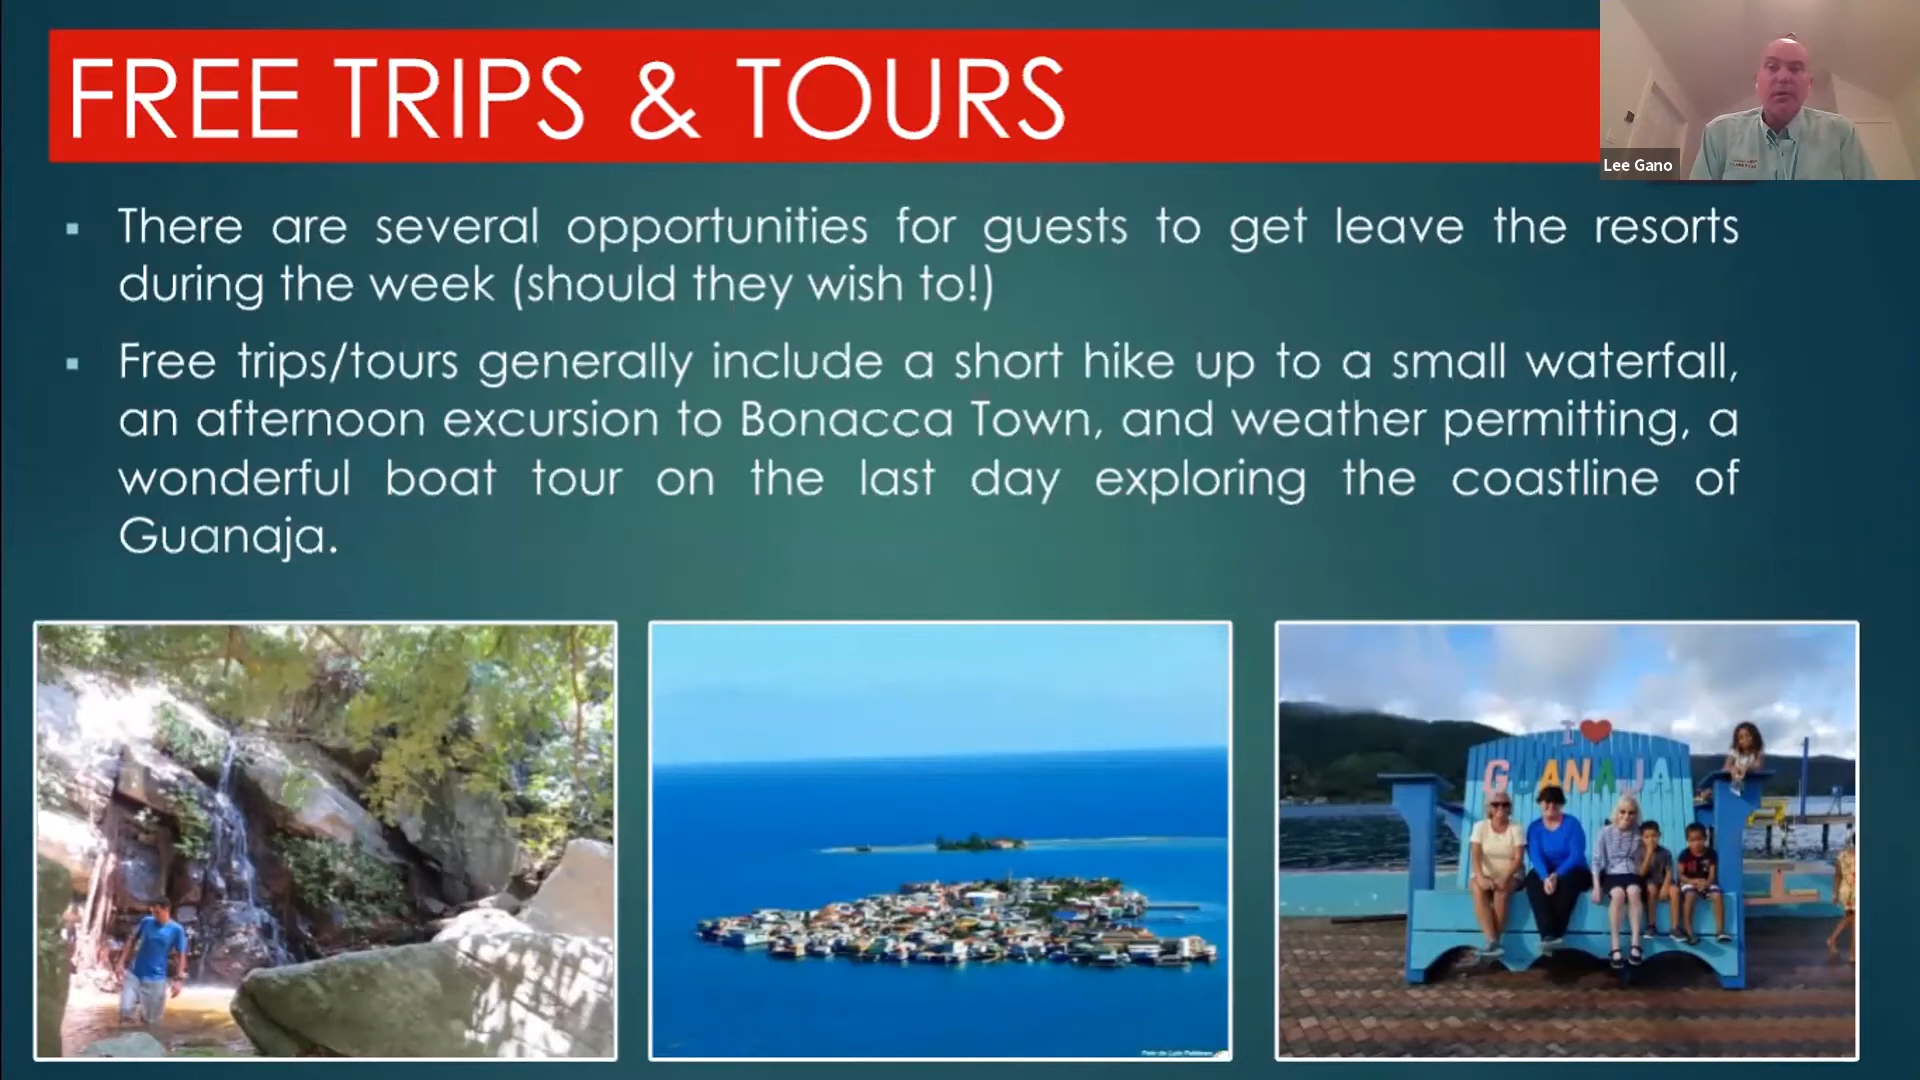 FREE TRIPS & TOURS
Lee Gano
There are several opportunities for guests to get leave the resorts
during the week (should they wish to!)
Free trips/tours generally include a short hike up to a small waterfall,
an afternoon excursion to Bonacca Town, and weather permitting, a
wonderful boat tour on the last day exploring the coastline of
Guanaja.
I
GUANAJA